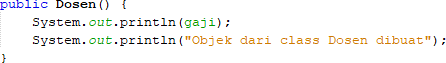 public Dosen() {
    System.out.println(gaji);
    System.out.println("Objek dari class Dosen dibuat");
}